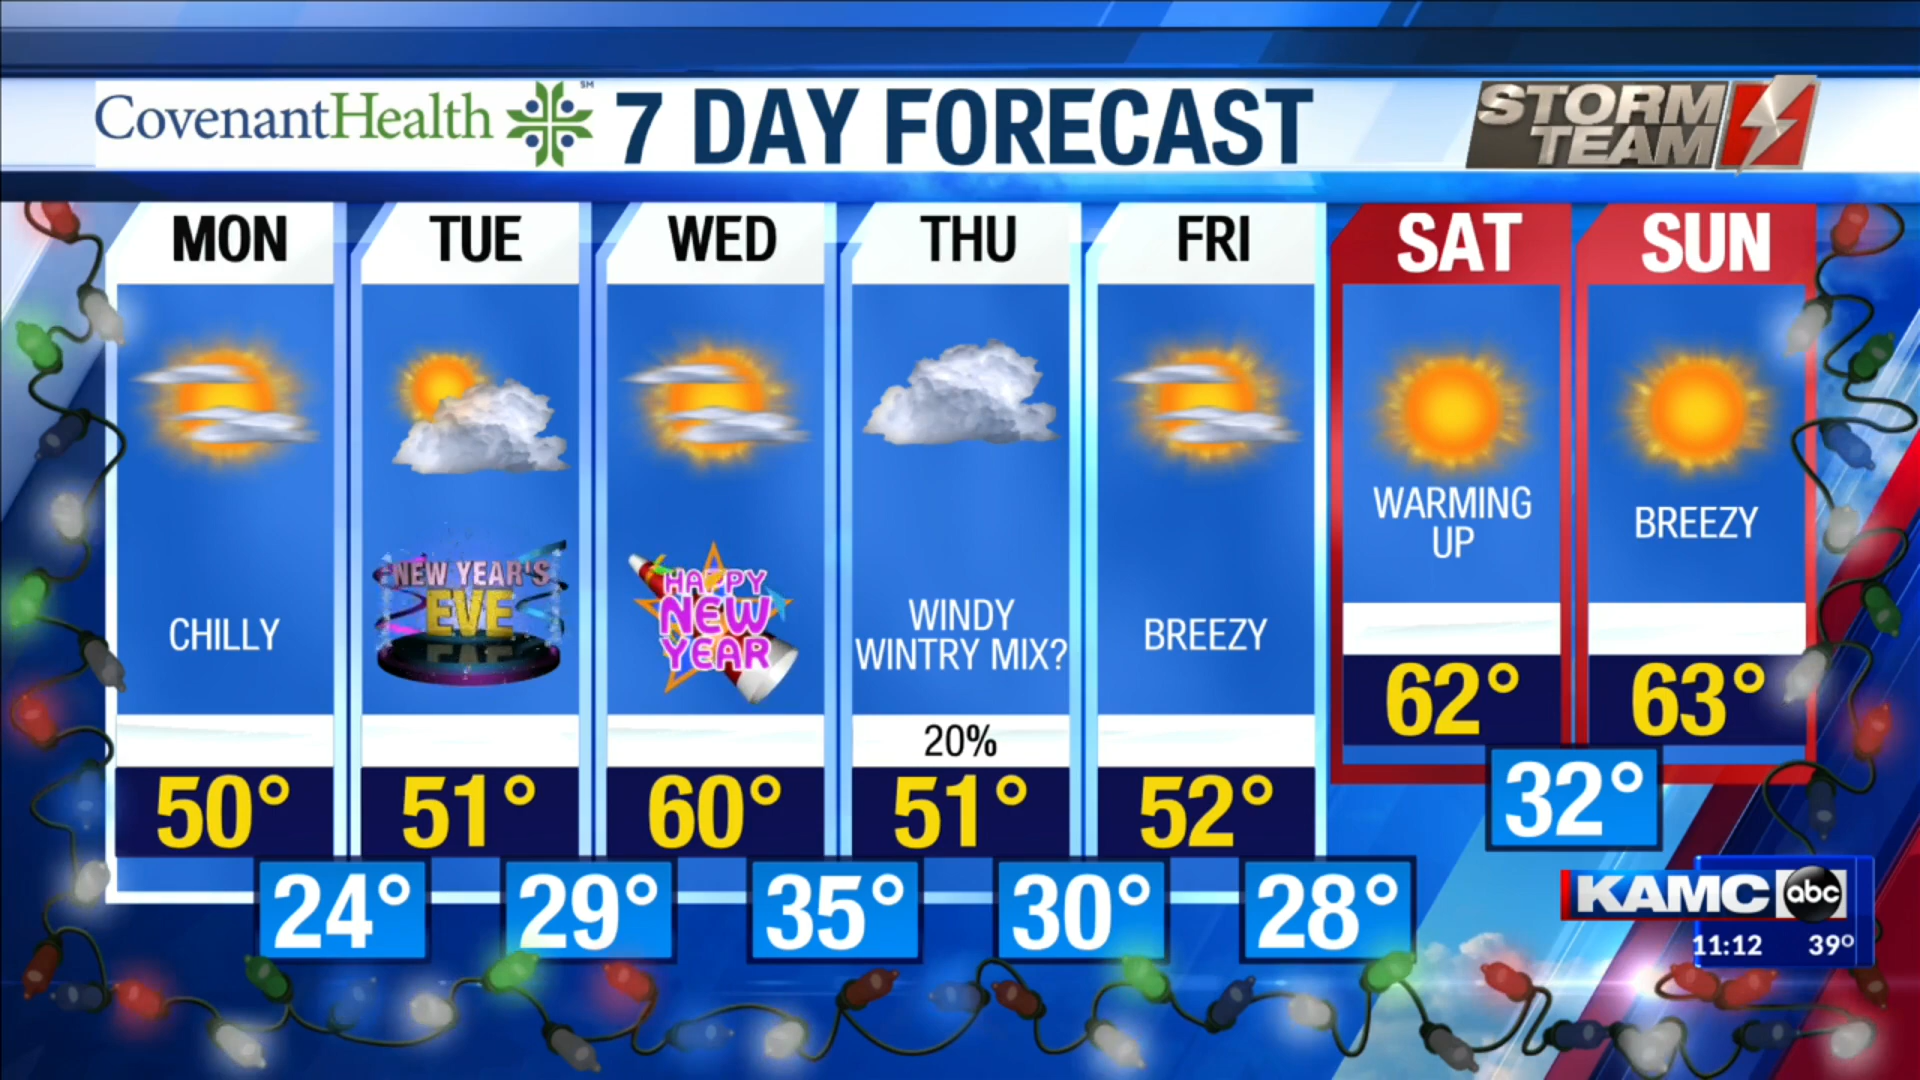 CovenantHealth SM 7 DAY FORECAST
STORM
TEAM
MON TUE WED THU FRI SAT SUN
CHILLY
NEW YEAR'S
EVE
HAPPY
NEW
YEAR
WINDY
WINTRY MIX?
BREEZY
WARMING
UP
BREEZY
20%
50° 51° 60° 51° 52° 62° 63°
24° 29° 35° 30° 28° 32°
KAMC abc
11:12 39°